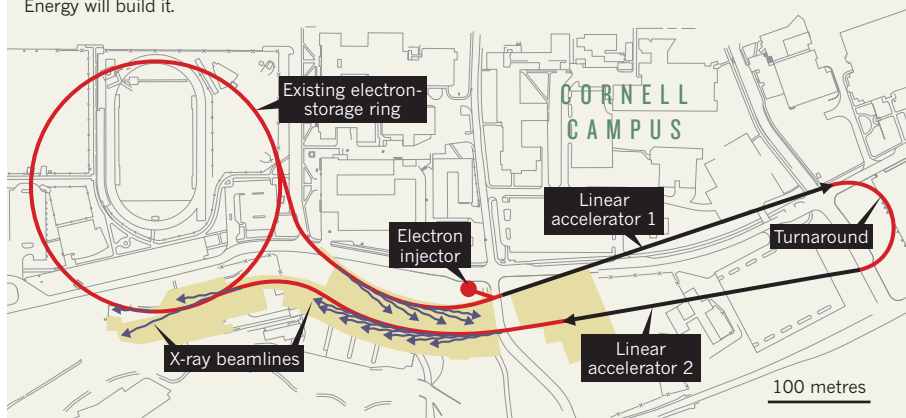 Energy will build it.
Existing electron-
storage ring
CORNELL
CAMPUS
Linear
accelerator 1
Electron
injector
Turnaround
X-ray beamlines
Linear
accelerator 2
100 metres